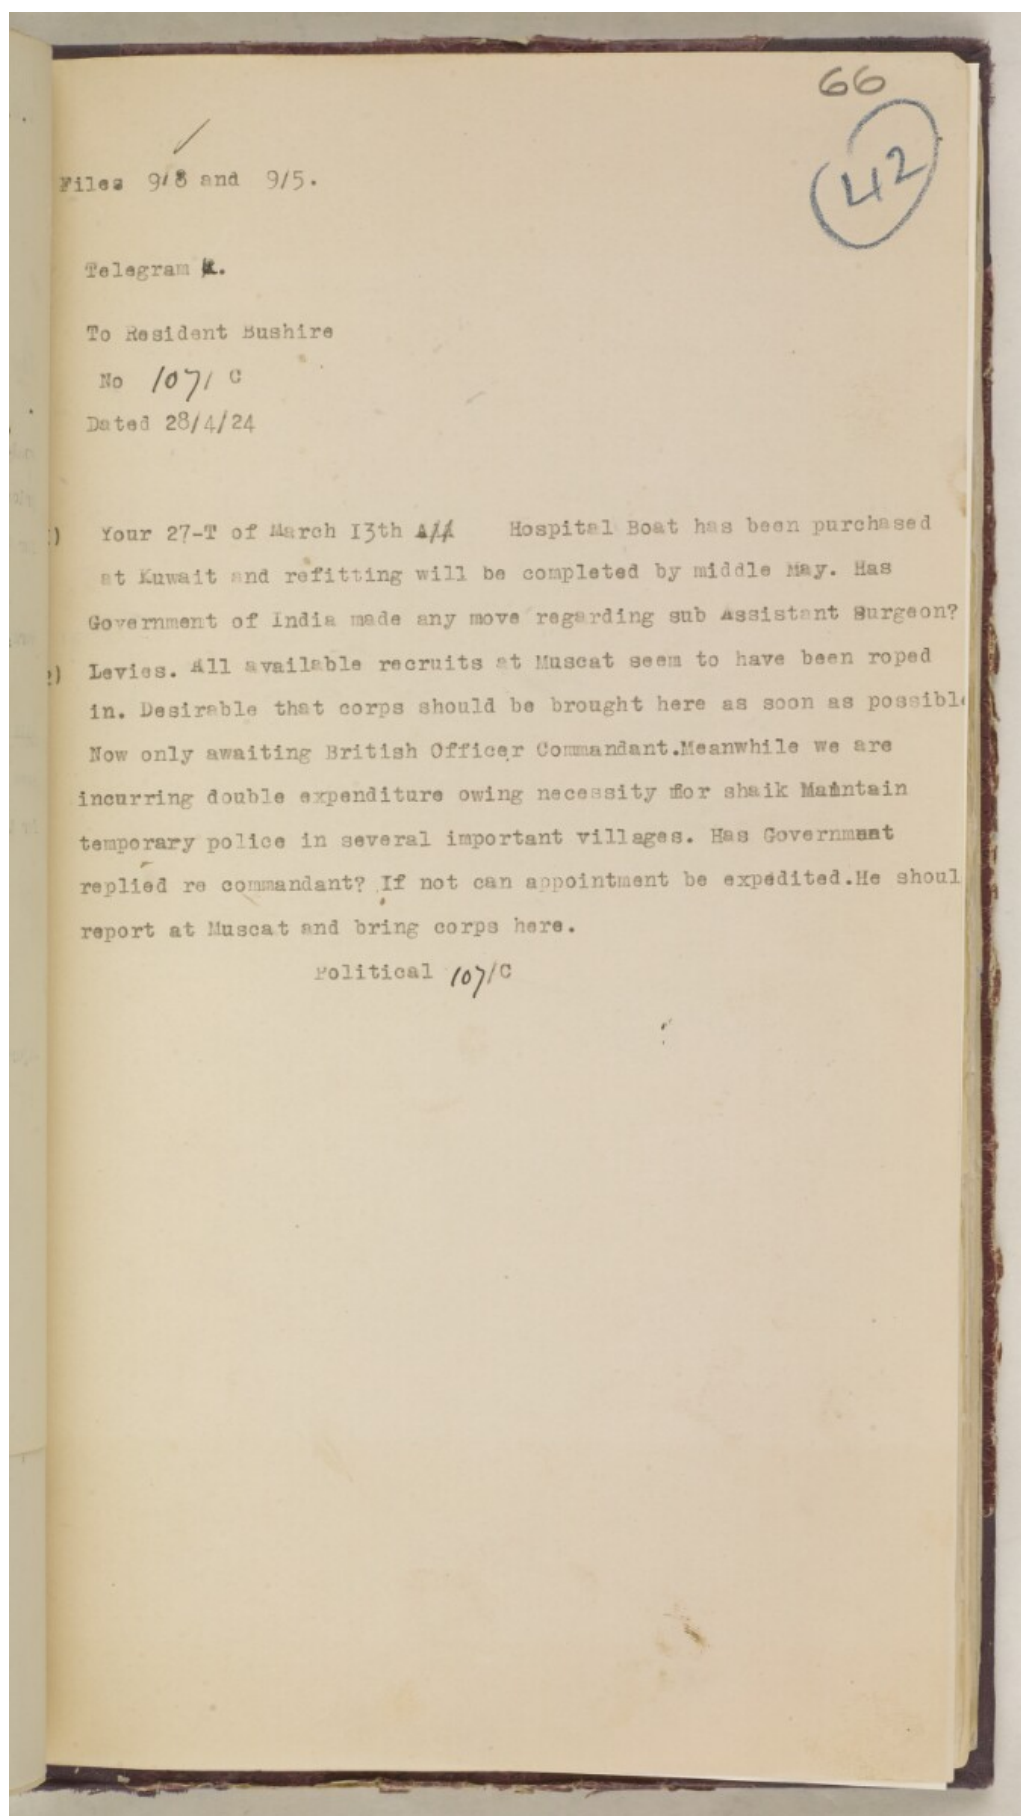 66
42
Files 9/8 and 9/5.
Telegram
To Resident Bushire
No 1071 C
Dated 28/4/24
1) Your 27-T of March I3th Hospital Boat has been purchased
at Kuwait and refitting will be completed by middle May. Has
Government of India made any move regarding sub Assistant Surgeon?
2) Levies. All available recruits at Muscat seem to have been roped
in. Desirable that corps should be brought here as soon as possible
Now only awaiting British Officer Commandant.Meanwhile we are
incurring double expenditure owing necessity for shaik Maintain
temporary police in several important villages. Has Government
replied re commandant? If not can appointment be expedited.He shoul
report at Muscat and bring corps here.
Political 107/C